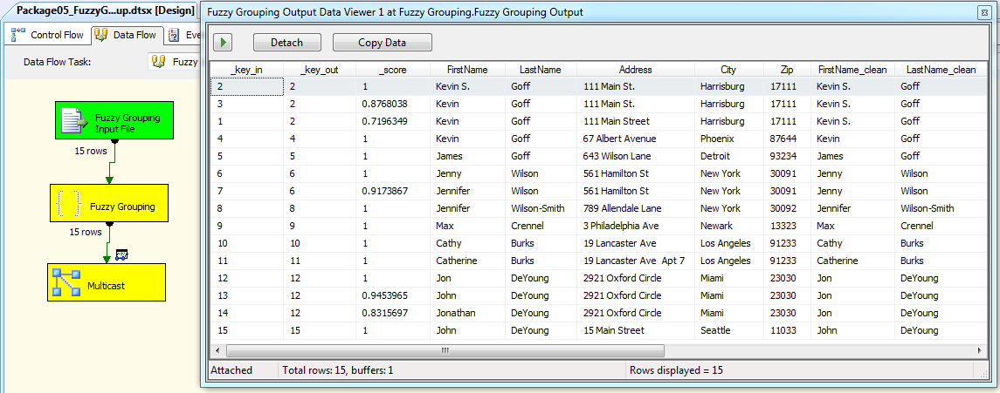 Package05_FuzzyG...up.dtsx [Design]
Control Flow
Data Flow
Eve
Data Flow Task:
Fuzzy
Fuzzy Grouping
Input File
15 rows
Fuzzy Grouping
15 rows
Multicast
Fuzzy Grouping Output Data Viewer 1 at Fuzzy Grouping.Fuzzy Grouping Output
Detach Copy Data
_key_in _key_out _score FirstName LastName Address City Zip FirstName_clean LastName_clean
2 2 1 Kevin S. Goff 111 Main St. Harrisburg 17111 Kevin S. Goff
3 2 0.8768038 Kevin Goff 111 Main St. Harrisburg 17111 Kevin S. Goff
1 2 0.7196349 Kevin Goff 111 Main Street Harrisburg 17111 Kevin S. Goff
4 4 1 Kevin Goff 67 Albert Avenue Phoenix 87644 Kevin Goff
5 5 1 James Goff 643 Wilson Lane Detroit 93234 James Goff
6 6 1 Jenny Wilson 561 Hamilton St New York 30091 Jenny Wilson
7 6 0.9173867 Jennifer Wilson 561 Hamilton St New York 30091 Jenny Wilson
8 8 1 Jennifer Wilson-Smith 789 Allendale Lane New York 30092 Jennifer Wilson-Smith
9 9 1 Max Crennel 3 Philadelphia Ave Newark 13323 Max Crennel
10 10 1 Cathy Burks 19 Lancaster Ave Los Angeles 91233 Cathy Burks
11 11 1 Catherine Burks 19 Lancaster Ave Apt 7 Los Angeles 91233 Catherine Burks
12 12 1 Jon DeYoung 2921 Oxford Circle Miami 23030 Jon DeYoung
13 12 0.9453965 John DeYoung 2921 Oxford Circle Miami 23030 Jon DeYoung
14 12 0.8315697 Jonathan DeYoung 2921 Oxford Circle Miami 23030 Jon DeYoung
15 15 1 John DeYoung 15 Main Street Seattle 11033 John DeYoung
Attached Total rows: 15, buffers: 1 Rows displayed = 15